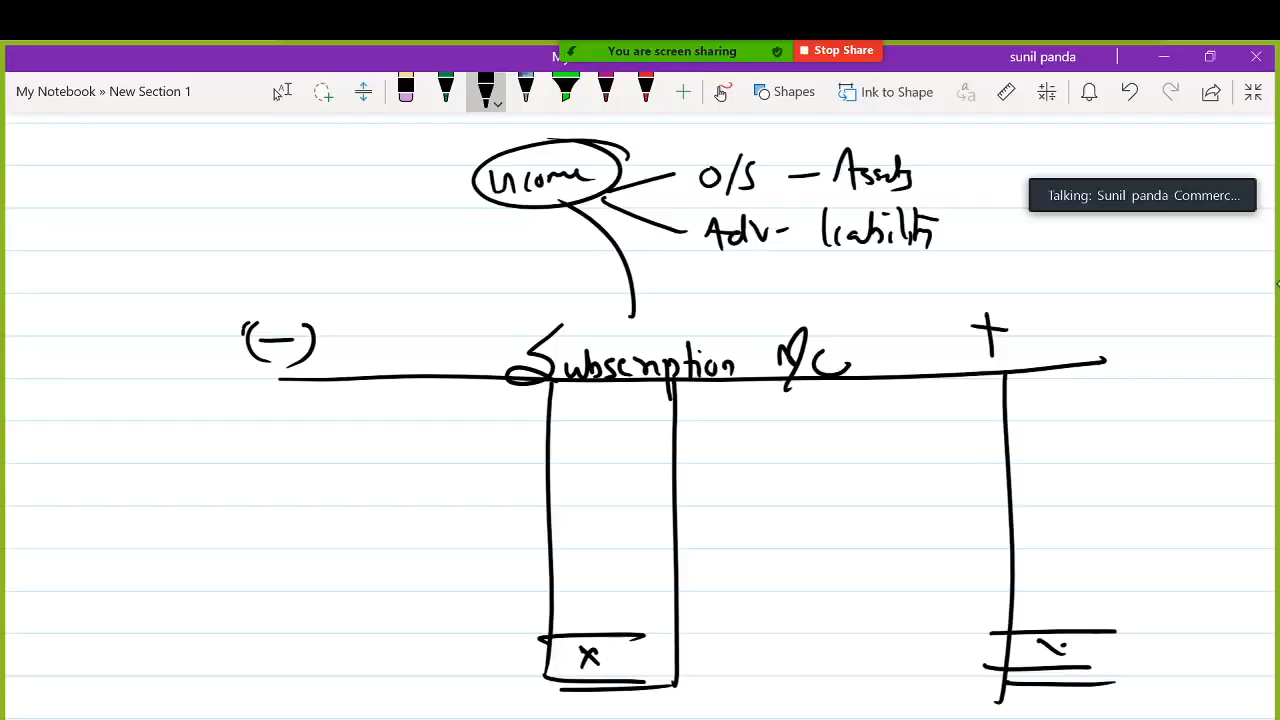 You are screen sharing
Stop Share
My
sunil panda
My Notebook » New Section 1
Shapes
Ink to Shape
Income
O/S — Assets
Adv - liability
Talking: Sunil panda Commerc...
(-)
Subscription A/C
+
x